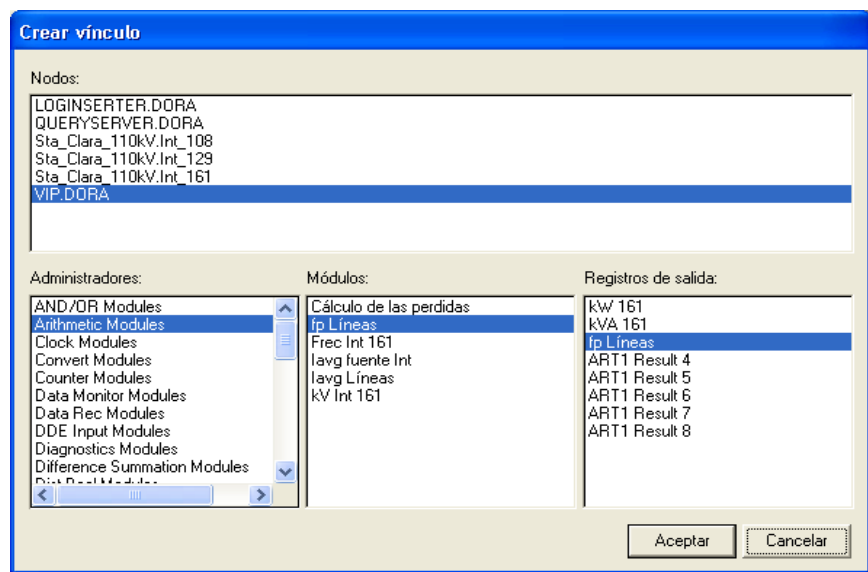 Crear vínculo
Nodos:
LOGINSERTER.DORA
QUERYSERVER.DORA
Sta_Clara_110kV.Int_108
Sta_Clara_110kV.Int_129
Sta_Clara_110kV.Int_161
VIP.DORA
Administradores:
AND/OR Modules
Arithmetic Modules
Clock Modules
Convert Modules
Counter Modules
Data Monitor Modules
Data Rec Modules
DDE Input Modules
Diagnostics Modules
Difference Summation Modules
Módulos:
Cálculo de las perdidas
fp Líneas
Frec Int 161
Iavg fuente Int
Iavg Líneas
kV Int 161
Registros de salida:
kW 161
kVA 161
fp Líneas
ART1 Result 4
ART1 Result 5
ART1 Result 6
ART1 Result 7
ART1 Result 8
Aceptar
Cancelar